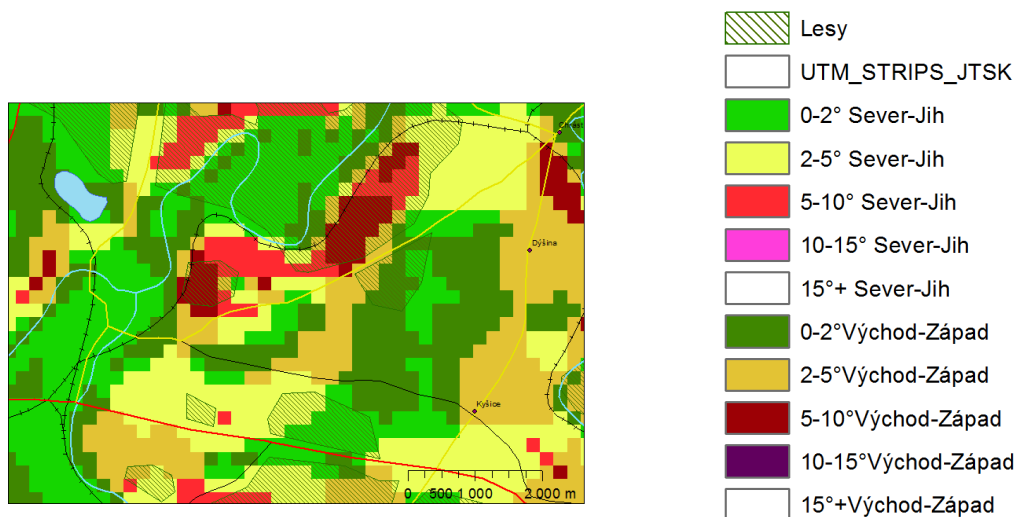 Chrást
Dýšina
Kyšice
0 500 1 000 2 000 m
Lesy
UTM_STRIPS_JTSK
0-2° Sever-Jih
2-5° Sever-Jih
5-10° Sever-Jih
10-15° Sever-Jih
15°+ Sever-Jih
0-2°Východ-Západ
2-5°Východ-Západ
5-10°Východ-Západ
10-15°Východ-Západ
15°+Východ-Západ